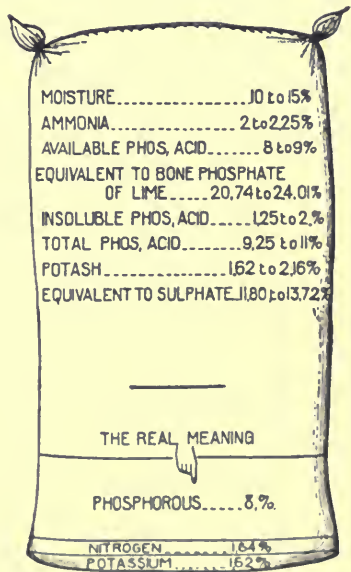 MOISTURE..................10 to 15%
AMMONIA..................2 to 2.25%
AVAILABLE PHOS, ACID........8 to 9%
EQUIVALENT TO BONE PHOSPHATE
OF LIME........20,74 to 24.01%
INSOLUBLE PHOS, ACID.....1,25 to 2,%
TOTAL PHOS, ACID.......9,25 to 11%
POTASH..................1,62 to 2,16%
EQUIVALENT TO SULPHATE..11,80 to 13,72%
THE REAL MEANING
PHOSPHOROUS.....8,%.
NITROGEN.........1,64%
POTASSIUM.....1,62%